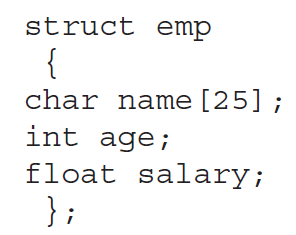 struct emp
{
char name[25];
int age;
float salary;
};